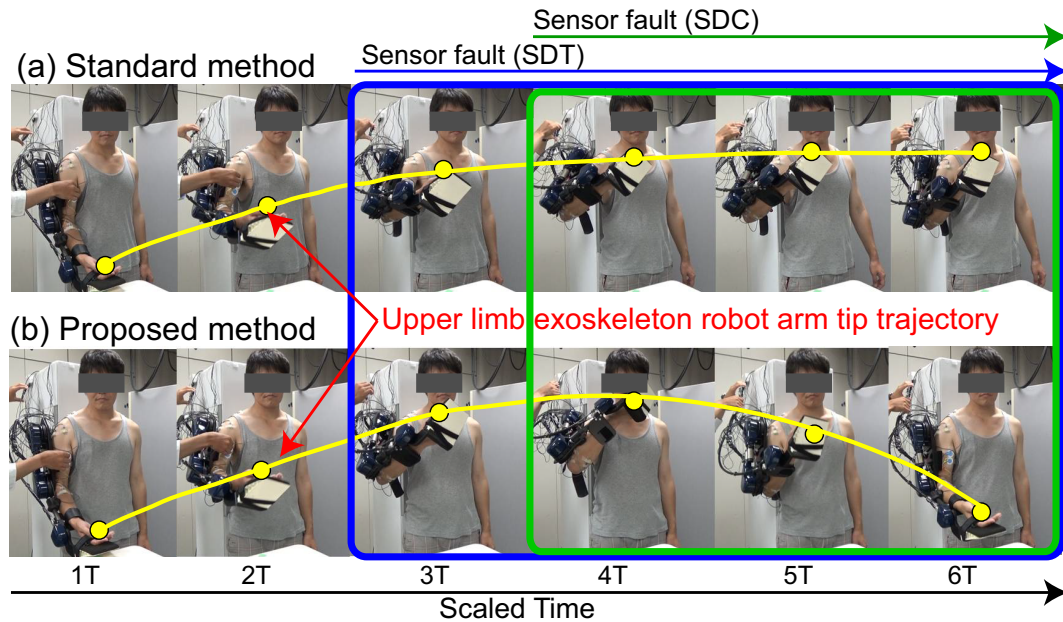 Sensor fault (SDC)
Sensor fault (SDT)
(a) Standard method
Upper limb exoskeleton robot arm tip trajectory
(b) Proposed method
1T 2T 3T 4T 5T 6T
Scaled Time